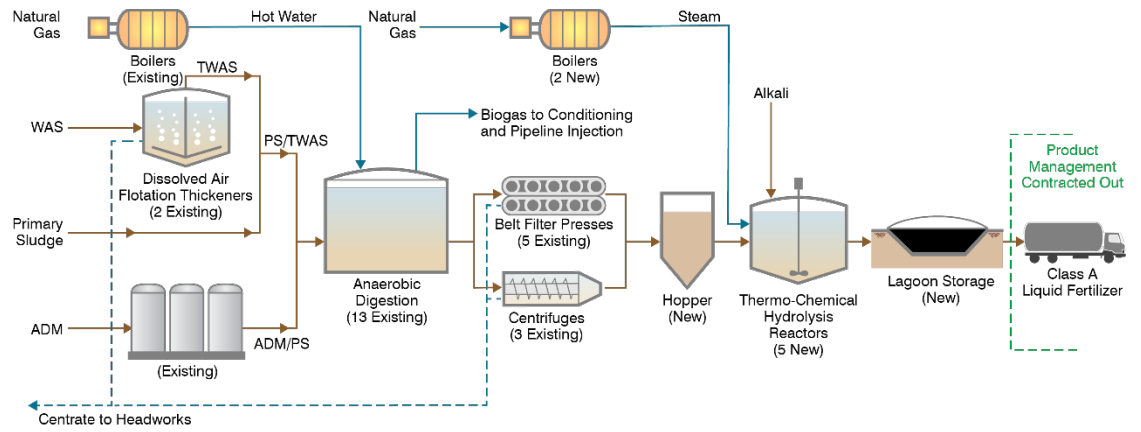 Natural
Gas
Hot Water
Boilers
(Existing)
Natural
Gas
Steam
Boilers
(2 New)
TWAS
WAS
PS/TWAS
Dissolved Air
Flotation Thickeners
(2 Existing)
Primary
Sludge
ADM
ADM/PS
(Existing)
Biogas to Conditioning
and Pipeline Injection
Anaerobic
Digestion
(13 Existing)
Belt Filter Presses
(5 Existing)
Centrifuges
(3 Existing)
Hopper
(New)
Alkali
Thermo-Chemical
Hydrolysis
Reactors
(5 New)
Lagoon Storage
(New)
Product
Management
Contracted Out
Class A
Liquid Fertilizer
Centrate to Headworks